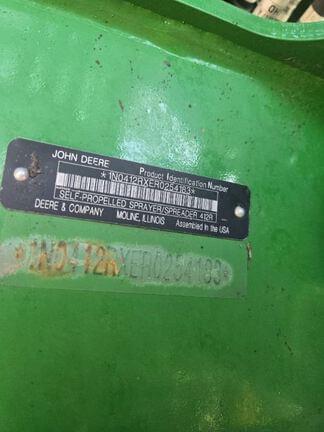 JOHN DEERE
Product Identification Number
*1N0412RXER0254183*
SELF-PROPELLED SPRAYER/SPREADER 412R
DEERE & COMPANY MOLINE, ILLINOIS Assembled in the USA
*1N0412RXER0254183*